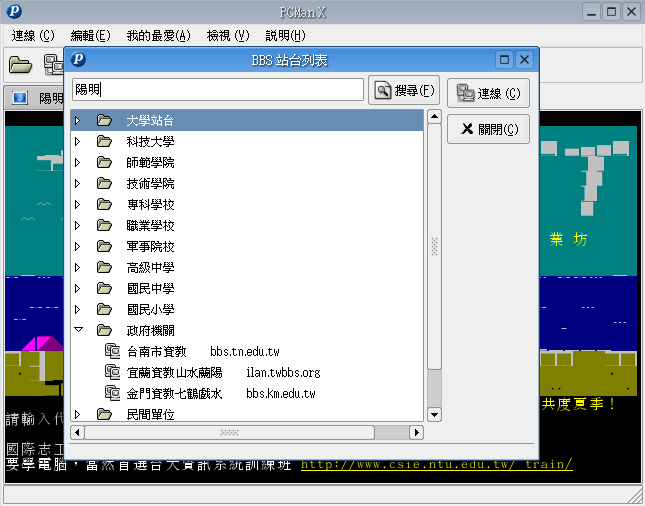 PCMan X
連線 (C) 編輯(E) 我的最愛(A) 檢視 (V) 說明(H)
BBS 站台列表
陽明 搜尋(F) 連線 (C)
關閉(C)
陽明
大學站台
科技大學
師範學院
技術學院
專科學校
職業學校
軍事院校
高級中學
國民中學
國民小學
政府機關
台南市資教 bbs.tn.edu.tw
宜蘭資教山水蘭陽 ilan.twbbs.org
金門資教七鶴戲水 bbs.km.edu.tw
民間單位
業 坊
共度夏季!
請輸入代
國際志工
要學電腦，當然首選台大資訊系統訓練班 http://www.csie.ntu.edu.tw/ train/